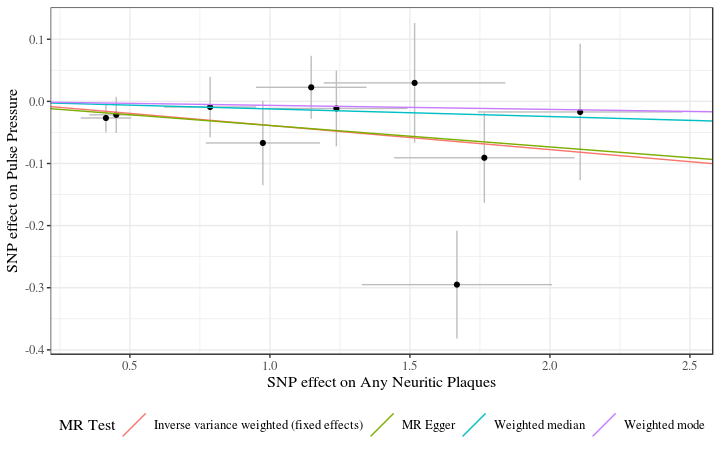 SNP effect on Pulse Pressure
0.1
0.0
-0.1
-0.2
-0.3
-0.4
0.5 1.0 1.5 2.0 2.5
SNP effect on Any Neuritic Plaques
MR Test Inverse variance weighted (fixed effects) MR Egger Weighted median Weighted mode